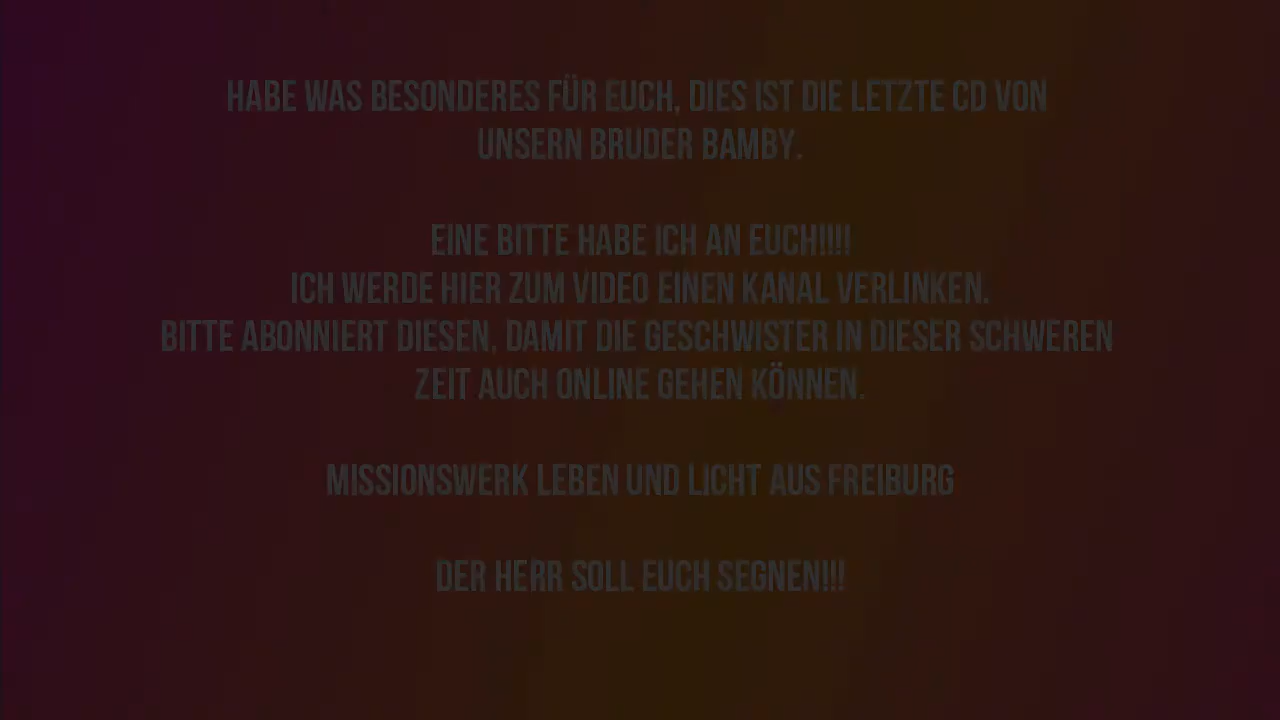 HABE WAS BESONDERES FÜR EUCH, DIES IST DIE LETZTE CD VON
UNSERN BRUDER BAMBY.
EINE BITTE HABE ICH AN EUCH!!!!
ICH WERDE HIER ZUM VIDEO EINEN KANAL VERLINKEN.
BITTE ABONNIERT DIESEN, DAMIT DIE GESCHWISTER IN DIESER SCHWEREN
ZEIT AUCH ONLINE GEHEN KÖNNEN.
MISSIONSWERK LEBEN UND LICHT AUS FREIBURG
DER HERR SOLL EUCH SEGNEN!!!